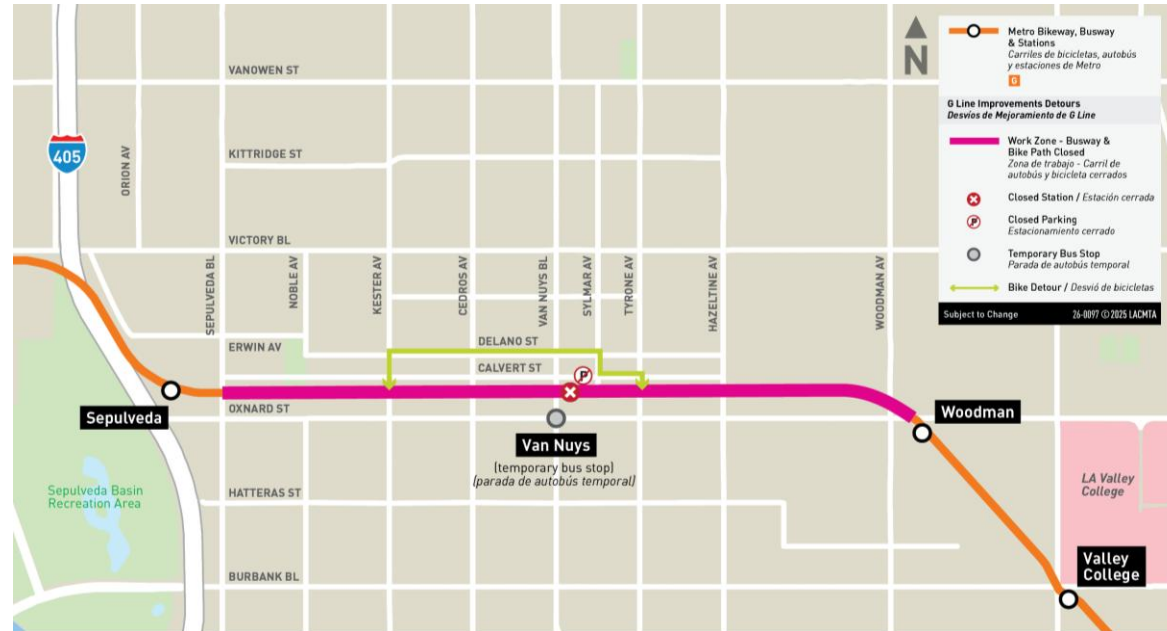 VANOWEN ST
405
ORION AV
KITTRIDGE ST
VICTORY BL
SEPULVEDA BL
NOBLE AV
KESTER AV
CEDROS AV
VAN NUYS BL
SYLMAR AV
TYRONE AV
HAZELTINE AV
WOODMAN AV
ERWIN AV
DELANO ST
CALVERT ST
P
OXNARD ST
Sepulveda
Van Nuys
(temporary bus stop)
(parada de autobús temporal)
Woodman
Sepulveda Basin
Recreation Area
HATTERAS ST
LA Valley
College
BURBANK BL
Valley
College
N
Metro Bikeway, Busway
& Stations
Carriles de bicicletas, autobús
y estaciones de Metro
G
G Line Improvements Detours
Desvíos de Mejoramiento de G Line
Work Zone - Busway &
Bike Path Closed
Zona de trabajo - Carril de
autobús y bicicleta cerrados
Closed Station / Estación cerrada
P
Closed Parking
Estacionamiento cerrado
Temporary Bus Stop
Parada de autobús temporal
Bike Detour / Desvió de bicicletas
Subject to Change
26-0097 © 2025 LACMTA